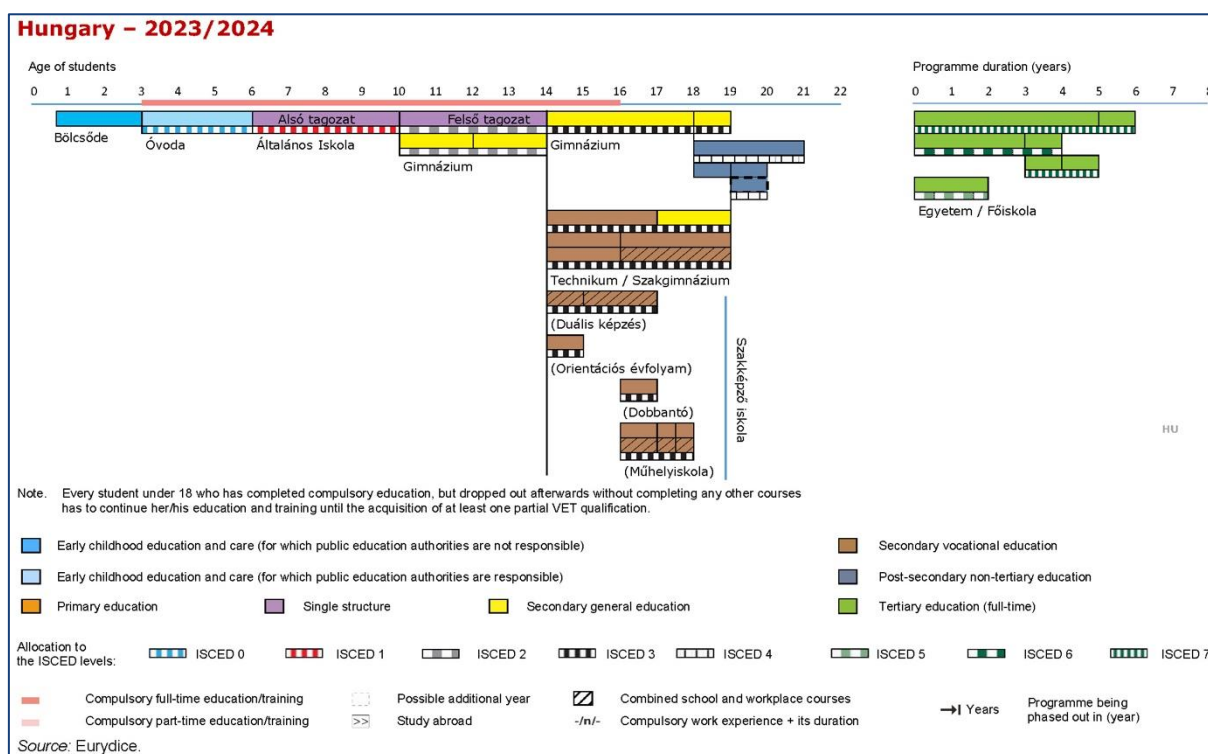 Hungary – 2023/2024
Age of students
Programme duration (years)
0 1 2 3 4 5 6 7 8 9 10 11 12 13 14 15 16 17 18 19 20 21 22
0 1 2 3 4 5 6 7 8
Alsó tagozat
Felső tagozat
Bölcsőde
Óvoda
Általános Iskola
Gimnázium
Gimnázium
Egyetem / Főiskola
Technikum / Szakgimnázium
(Duális képzés)
(Orientációs évfolyam)
(Dobbantó)
(Műhelyiskola)
Szakképző iskola
HU
Note. Every student under 18 who has completed compulsory education, but dropped out afterwards without completing any other courses
has to continue her/his education and training until the acquisition of at least one partial VET qualification.
Early childhood education and care (for which public education authorities are not responsible)
Secondary vocational education
Early childhood education and care (for which public education authorities are responsible)
Post-secondary non-tertiary education
Primary education
Single structure
Secondary general education
Tertiary education (full-time)
Allocation to
the ISCED levels:
ISCED 0
ISCED 1
ISCED 2
ISCED 3
ISCED 4
ISCED 5
ISCED 6
ISCED 7
Compulsory full-time education/training
Possible additional year
Combined school and workplace courses
Years
Programme being
phased out in (year)
Compulsory part-time education/training
>> Study abroad
-/n/- Compulsory work experience + its duration
Source: Eurydice.